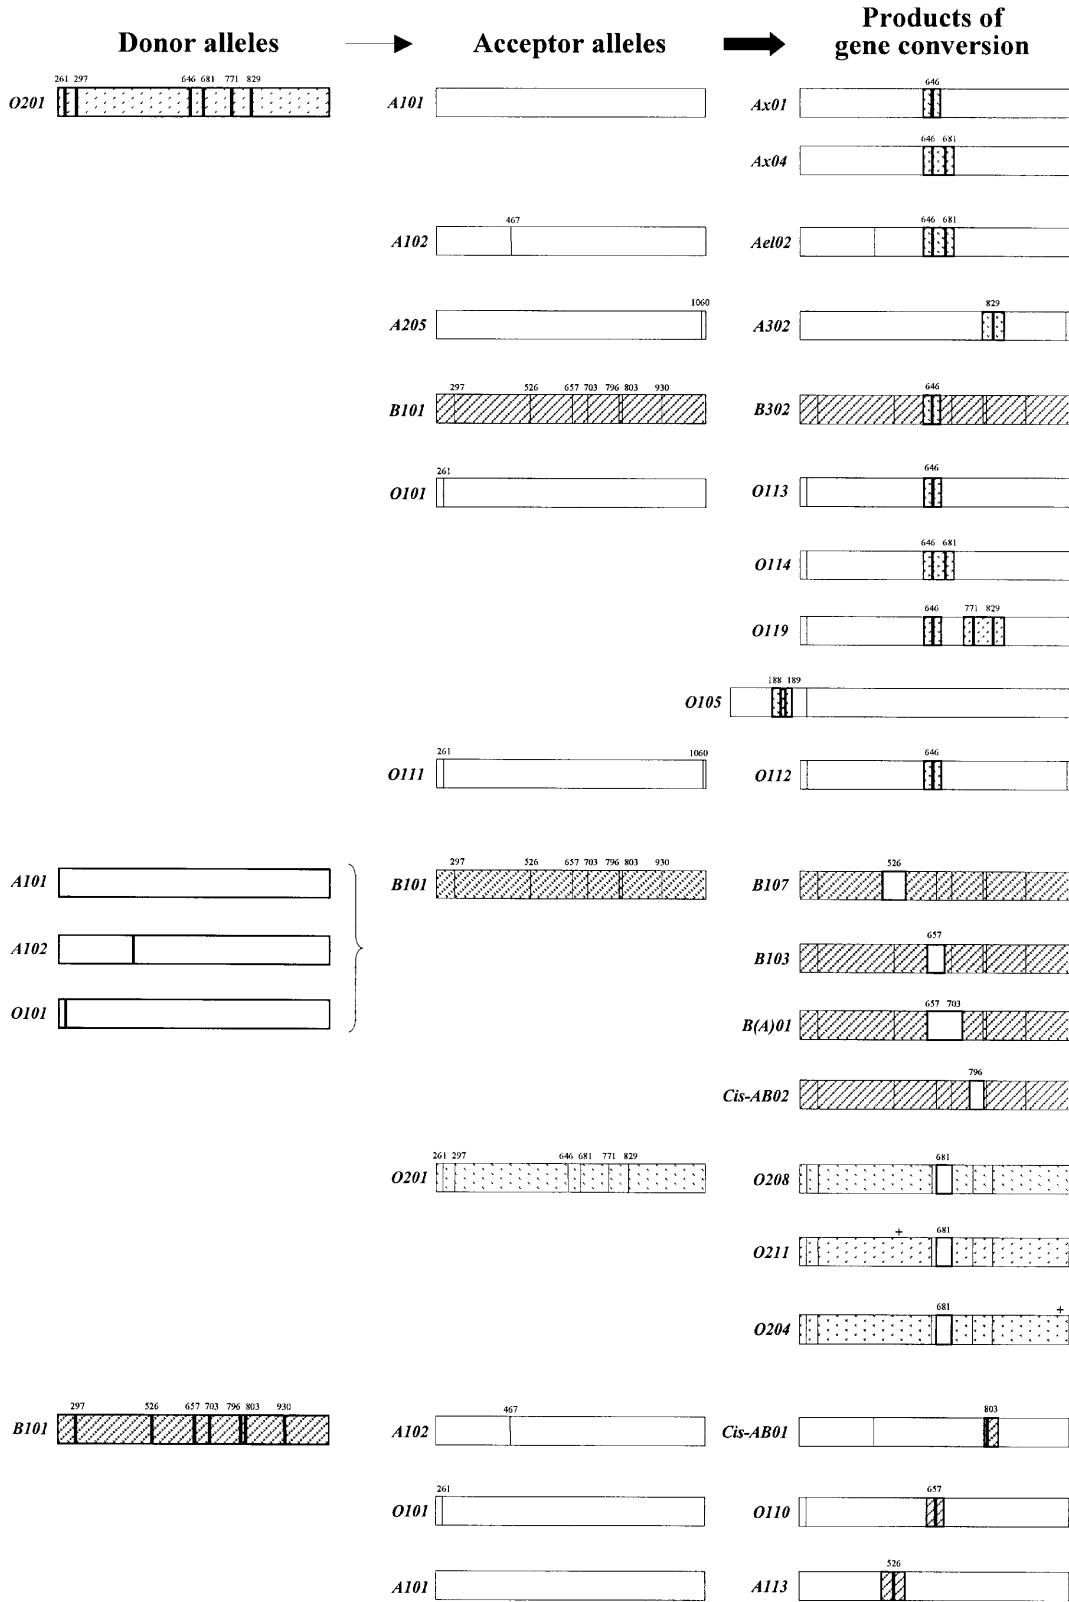 Donor alleles
Acceptor alleles
Products of
gene conversion
261 297 646 681 771 829
O201
A101
646
Ax01
646 681
Ax04
467
A102
646 681
Ael02
1060
A205
829
A302
297 526 657 703 796 803 930
B101
646
B302
261
O101
646
O113
646 681
O114
646 771 829
O119
188 189
O105
261 1060
O111
646
O112
A101
A102
O101
297 526 657 703 796 803 930
B101
526
B107
657
B103
657 703
B(A)01
796
Cis-AB02
261 297 646 681 771 829
O201
681
O208
+ 681
O211
681 +
O204
297 526 657 703 796 803 930
B101
467
A102
803
Cis-AB01
261
O101
657
O110
A101
526
A113